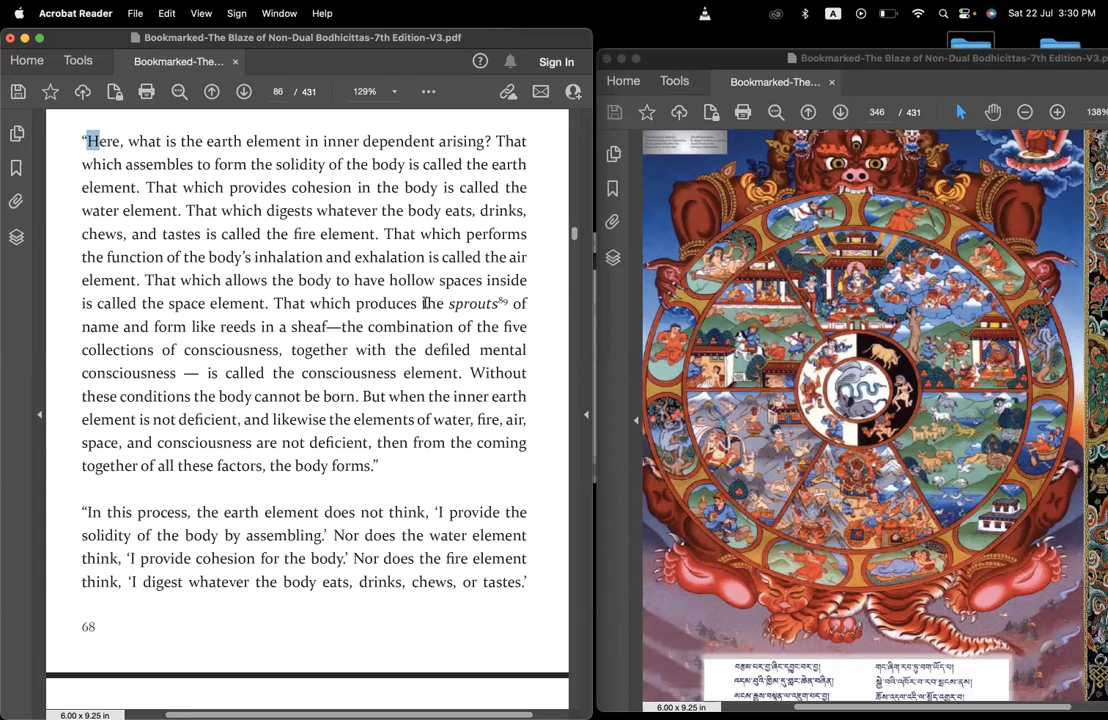 Acrobat Reader File Edit View Sign Window Help
A
Sat 22 Jul 3:30 PM
Bookmarked-The Blaze of Non-Dual Bodhicittas-7th Edition-V3.pdf
Home Tools Bookmarked-The... × Sign In
86 / 431 129%
“Here, what is the earth element in inner dependent arising? That
which assembles to form the solidity of the body is called the earth
element. That which provides cohesion in the body is called the
water element. That which digests whatever the body eats, drinks,
chews, and tastes is called the fire element. That which performs
the function of the body’s inhalation and exhalation is called the air
element. That which allows the body to have hollow spaces inside
is called the space element. That which produces the sprouts89 of
name and form like reeds in a sheaf—the combination of the five
collections of consciousness, together with the defiled mental
consciousness — is called the consciousness element. Without
these conditions the body cannot be born. But when the inner earth
element is not deficient, and likewise the elements of water, fire, air,
space, and consciousness are not deficient, then from the coming
together of all these factors, the body forms.”
“In this process, the earth element does not think, ‘I provide the
solidity of the body by assembling.’ Nor does the water element
think, ‘I provide cohesion for the body.’ Nor does the fire element
think, ‘I digest whatever the body eats, drinks, chews, or tastes.’
68
6.00 x 9.25 in
Bookmarked-The Blaze of Non-Dual Bodhicittas-7th Edition-V3.p
Home Tools Bookmarked-The... ×
346 / 431 138%
6.00 x 9.25 in